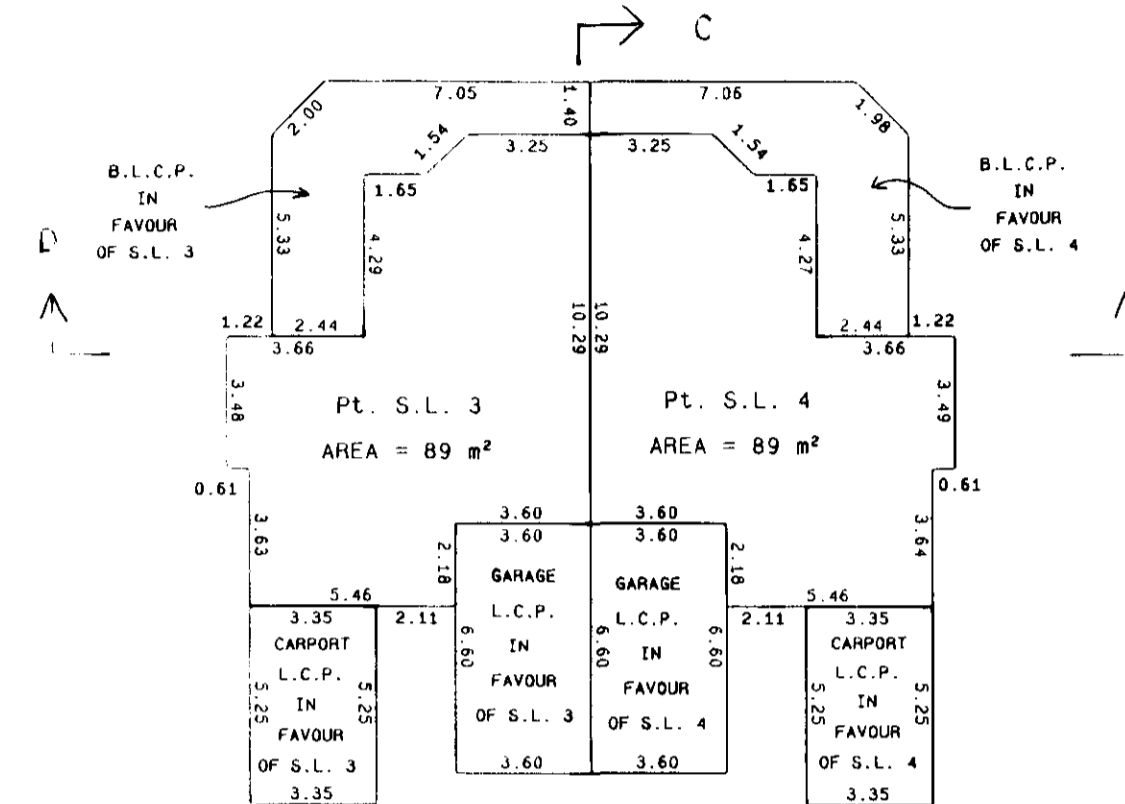 C
7.05
7.06
2.00
1.40
1.98
1.54
3.25
3.25
1.54
B.L.C.P.
IN
FAVOUR
OF S.L. 3
1.65
1.65
B.L.C.P.
IN
FAVOUR
OF S.L. 4
5.33
4.29
4.27
5.33
D
10.29
10.29
1.22
2.44
3.66
2.44
1.22
3.66
3.48
3.49
Pt. S.L. 3
AREA = 89 m²
Pt. S.L. 4
AREA = 89 m²
0.61
0.61
3.63
3.64
3.60
3.60
3.60
3.60
2.18
2.18
5.46
5.46
3.35
2.11
2.11
3.35
GARAGE
L.C.P.
IN
FAVOUR
OF S.L. 3
GARAGE
L.C.P.
IN
FAVOUR
OF S.L. 4
6.60
6.60
6.60
CARPORT
L.C.P.
IN
FAVOUR
OF S.L. 3
CARPORT
L.C.P.
IN
FAVOUR
OF S.L. 4
5.25
5.25
5.25
5.25
3.60
3.60
3.35
3.35